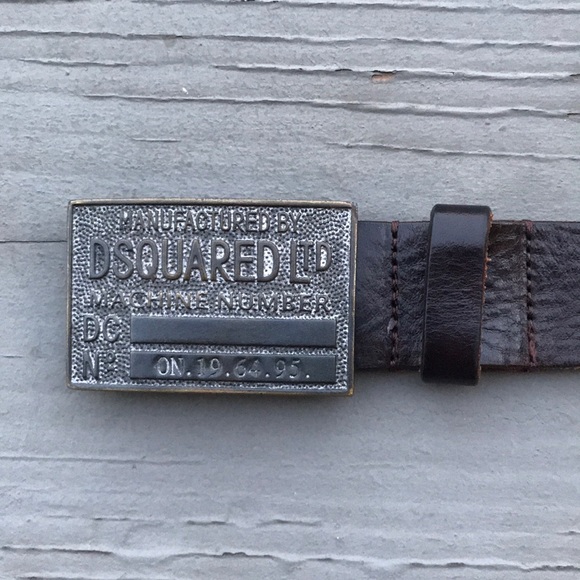 MANUFACTURED BY
DSQUARED LTD
MACHINE NUMBER
DC
Nº ON.19.64.95.